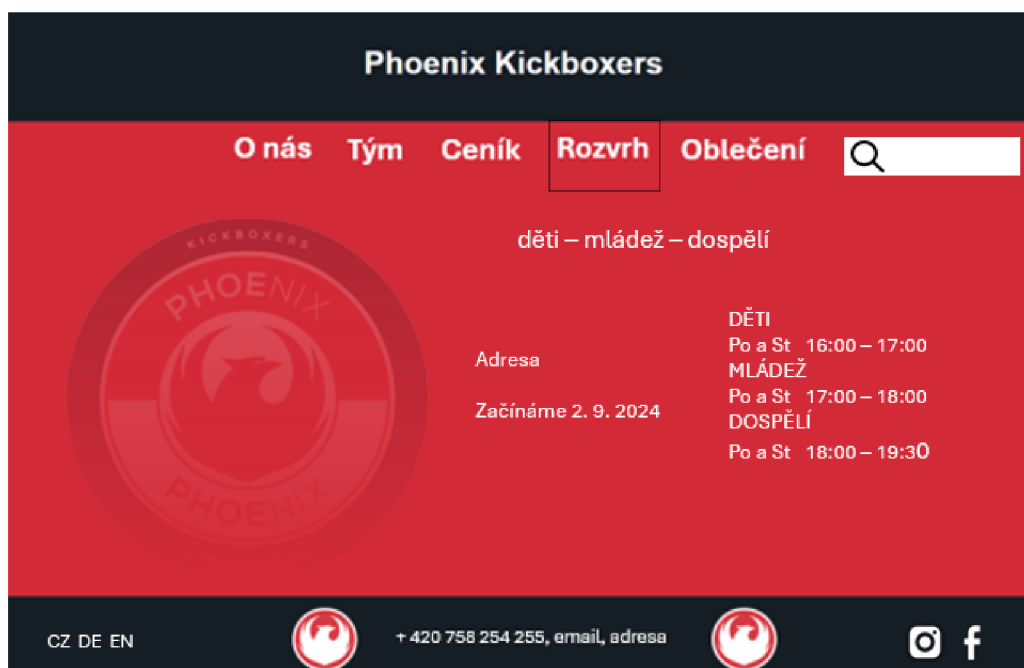 Phoenix Kickboxers
O nás Tým Ceník Rozvrh Oblečení
děti – mládež – dospělí
KICKBOXERS
PHOENIX
PHOENIX
Adresa
Začínáme 2. 9. 2024
DĚTI
Po a St 16:00 – 17:00
MLÁDEŽ
Po a St 17:00 – 18:00
DOSPĚLÍ
Po a St 18:00 – 19:30
CZ DE EN
+ 420 758 254 255, email, adresa